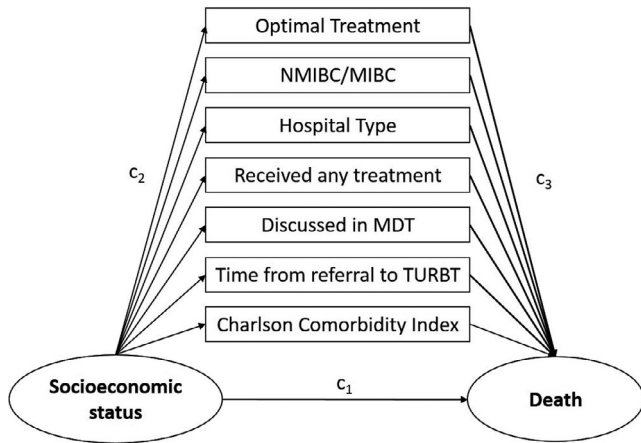 Optimal Treatment
NMIBC/MIBC
Hospital Type
c2
Received any treatment
c3
Discussed in MDT
Time from referral to TURBT
Charlson Comorbidity Index
Socioeconomic
status
c1
Death